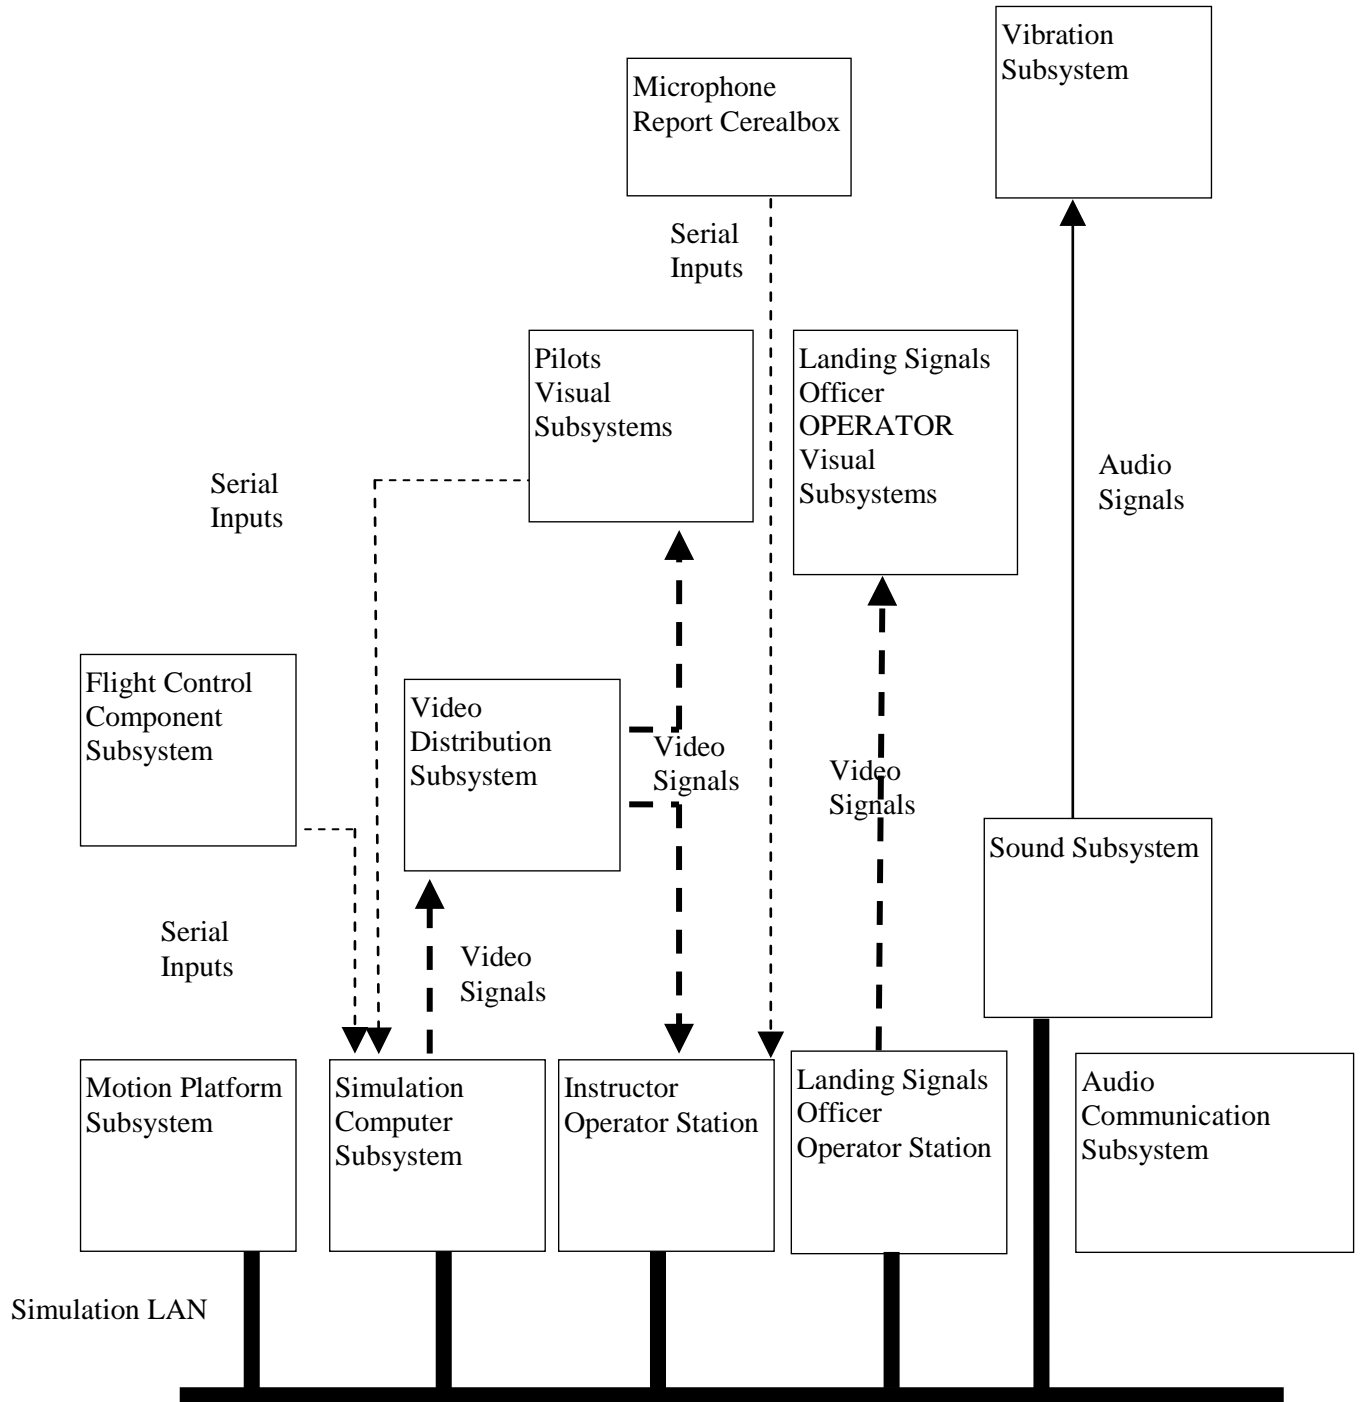 Vibration
Subsystem
Microphone
Report Cerealbox
Serial
Inputs
Pilots
Visual
Subsystems
Landing Signals
Officer
OPERATOR
Visual
Subsystems
Audio
Signals
Serial
Inputs
Flight Control
Component
Subsystem
Video
Distribution
Subsystem
Video
Signals
Video
Signals
Sound Subsystem
Serial
Inputs
Video
Signals
Motion Platform
Subsystem
Simulation
Computer
Subsystem
Instructor
Operator Station
Landing Signals
Officer
Operator Station
Audio
Communication
Subsystem
Simulation LAN